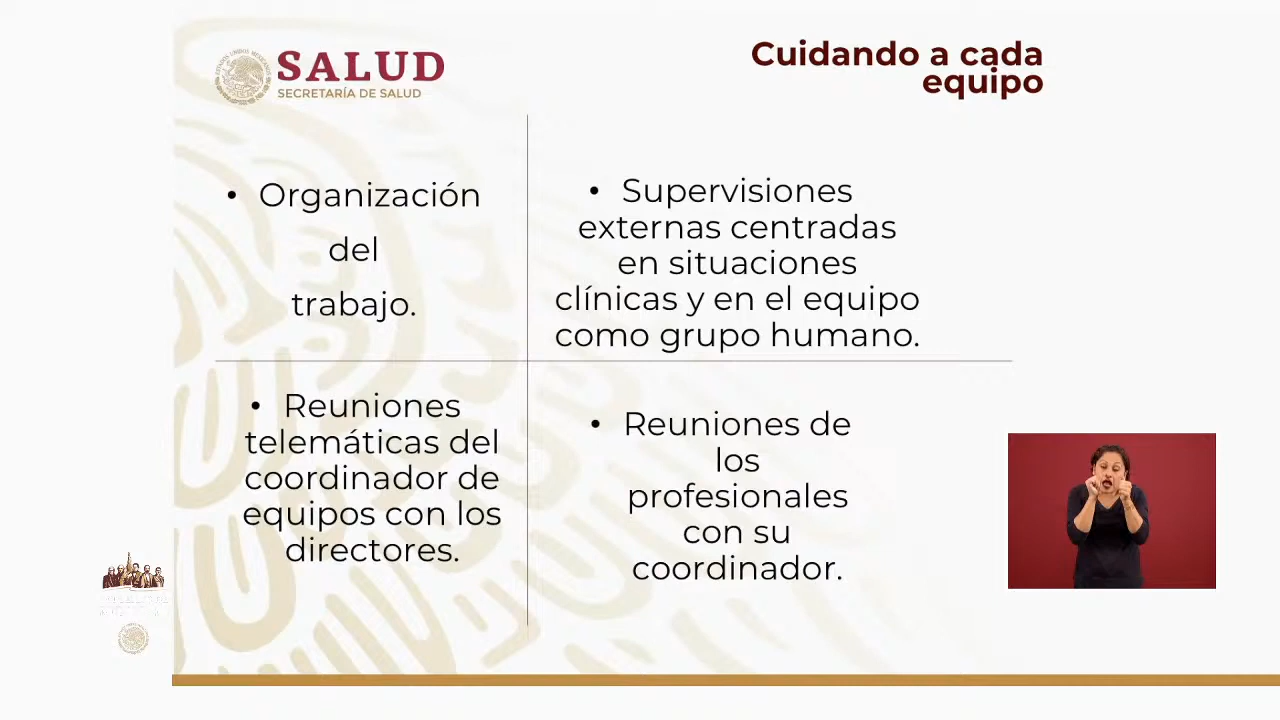 SALUD
SECRETARÍA DE SALUD
Cuidando a cada
equipo
• Organización
del
trabajo.
• Supervisiones
externas centradas
en situaciones
clínicas y en el equipo
como grupo humano.
• Reuniones
telemáticas del
coordinador de
equipos con los
directores.
• Reuniones de
los
profesionales
con su
coordinador.